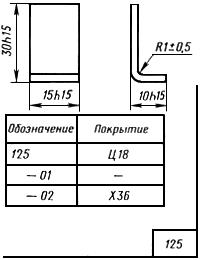 30h15
15h15
R1±0,5
10h15
Обозначение Покрытие
125 Ц18
— 01 —
— 02 Х36
125